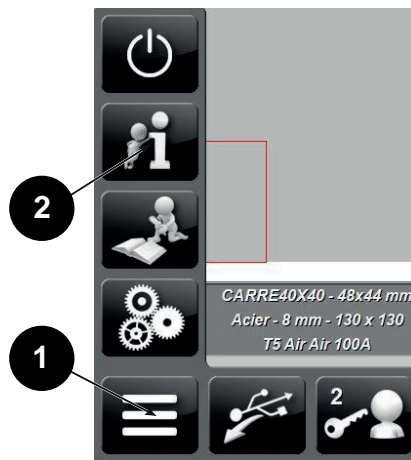 2
CARRE40X40 - 48x44 mm
Acier - 8 mm - 130 x 130
T5 Air Air 100A
1
2